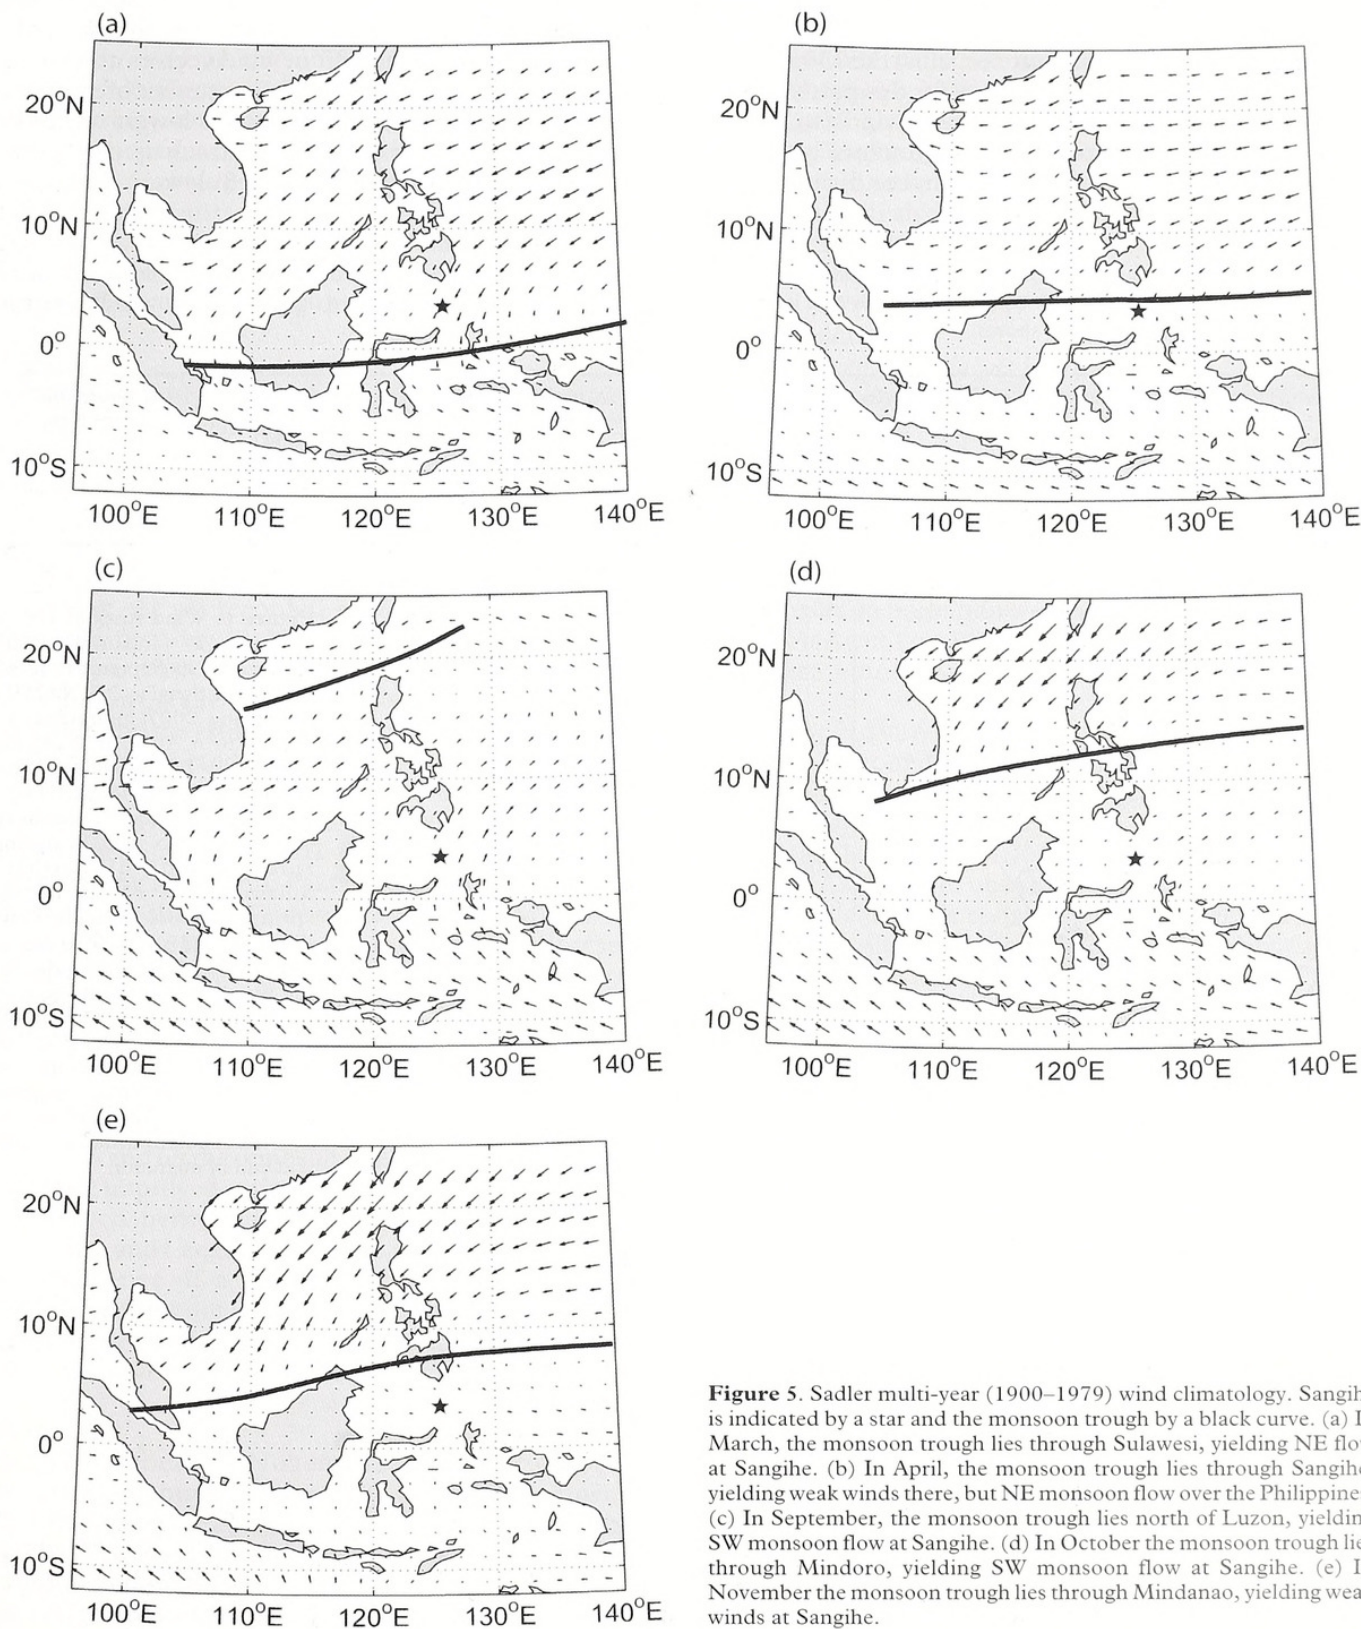 (a)
20°N
10°N
0°
10°S
100°E 110°E 120°E 130°E 140°E
(b)
20°N
10°N
0°
10°S
100°E 110°E 120°E 130°E 140°E
(c)
20°N
10°N
0°
10°S
100°E 110°E 120°E 130°E 140°E
(d)
20°N
10°N
0°
10°S
100°E 110°E 120°E 130°E 140°E
(e)
20°N
10°N
0°
10°S
100°E 110°E 120°E 130°E 140°E
Figure 5. Sadler multi-year (1900–1979) wind climatology. Sangih
is indicated by a star and the monsoon trough by a black curve. (a) I
March, the monsoon trough lies through Sulawesi, yielding NE flo
at Sangihe. (b) In April, the monsoon trough lies through Sangihe
yielding weak winds there, but NE monsoon flow over the Philippine
(c) In September, the monsoon trough lies north of Luzon, yieldin
SW monsoon flow at Sangihe. (d) In October the monsoon trough lie
through Mindoro, yielding SW monsoon flow at Sangihe. (e) I
November the monsoon trough lies through Mindanao, yielding wea
winds at Sangihe.